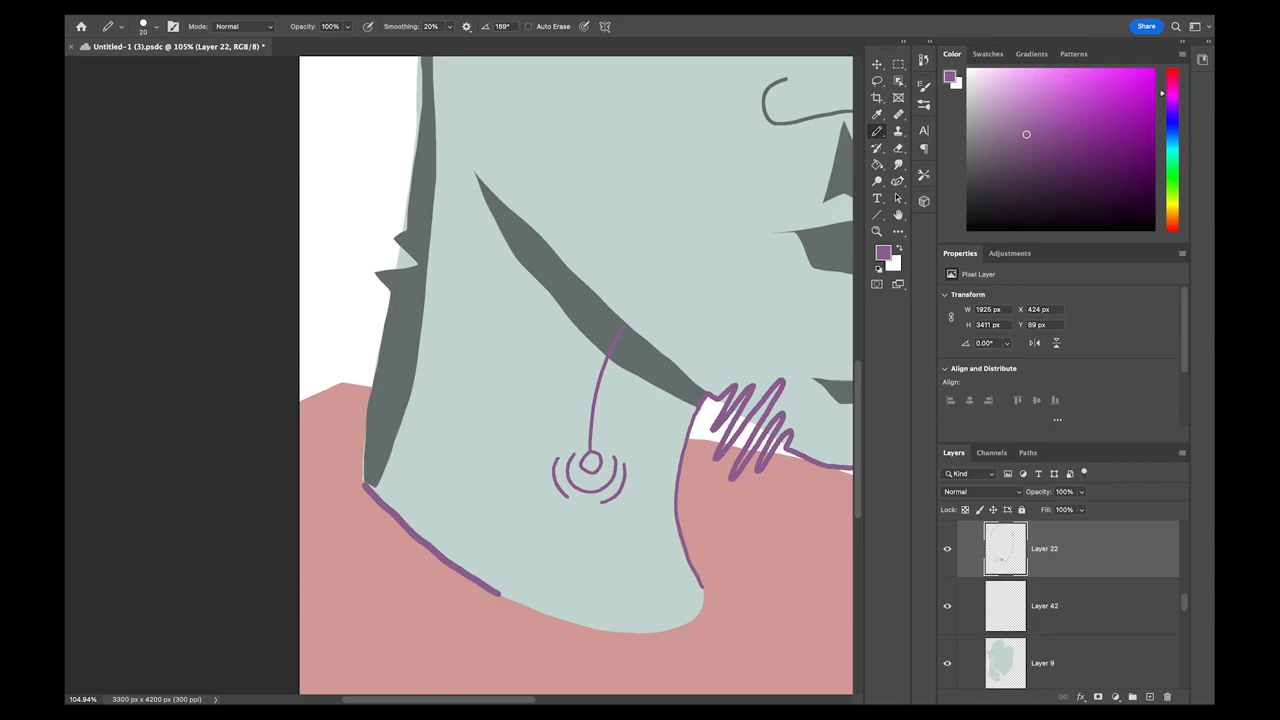 20 Mode: Normal Opacity: 100% Smoothing: 20% 169° Auto Erase Share
× Untitled-1 (3).psdc @ 105% (Layer 22, RGB/8) *
Color Swatches Gradients Patterns
Properties Adjustments
Pixel Layer
Transform
W 1925 px X 424 px
H 3411 px Y 89 px
0.00°
Align and Distribute
Align:
Layers Channels Paths
Kind
Normal Opacity: 100%
Lock: Fill: 100%
Layer 22
Layer 42
Layer 9
fx
104.94% 3300 px x 4200 px (300 ppi)